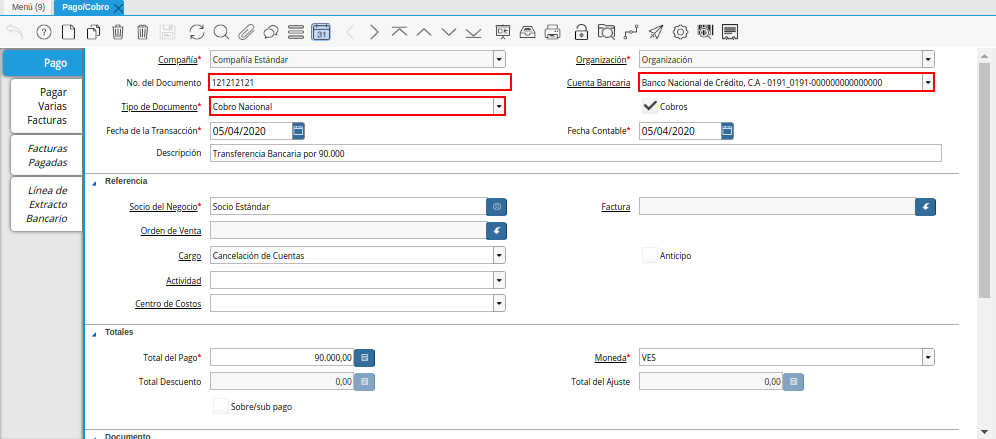 Menú (9) Pago/Cobro
31
Pago
Pagar Varias Facturas
Facturas Pagadas
Línea de Extracto Bancario
Compañía* Compañía Estándar Organización* Organización
No. del Documento 121212121 Cuenta Bancaria Banco Nacional de Crédito, C.A - 0191_0191-000000000000000
Tipo de Documento* Cobro Nacional Cobros
Fecha de la Transacción* 05/04/2020 Fecha Contable* 05/04/2020
Descripción Transferencia Bancaria por 90.000
Referencia
Socio del Negocio* Socio Estándar Factura
Orden de Venta
Cargo Cancelación de Cuentas Anticipo
Actividad
Centro de Costos
Totales
Total del Pago* 90.000,00 Moneda* VES
Total Descuento 0,00 Total del Ajuste 0,00
Sobre/sub pago
Documento